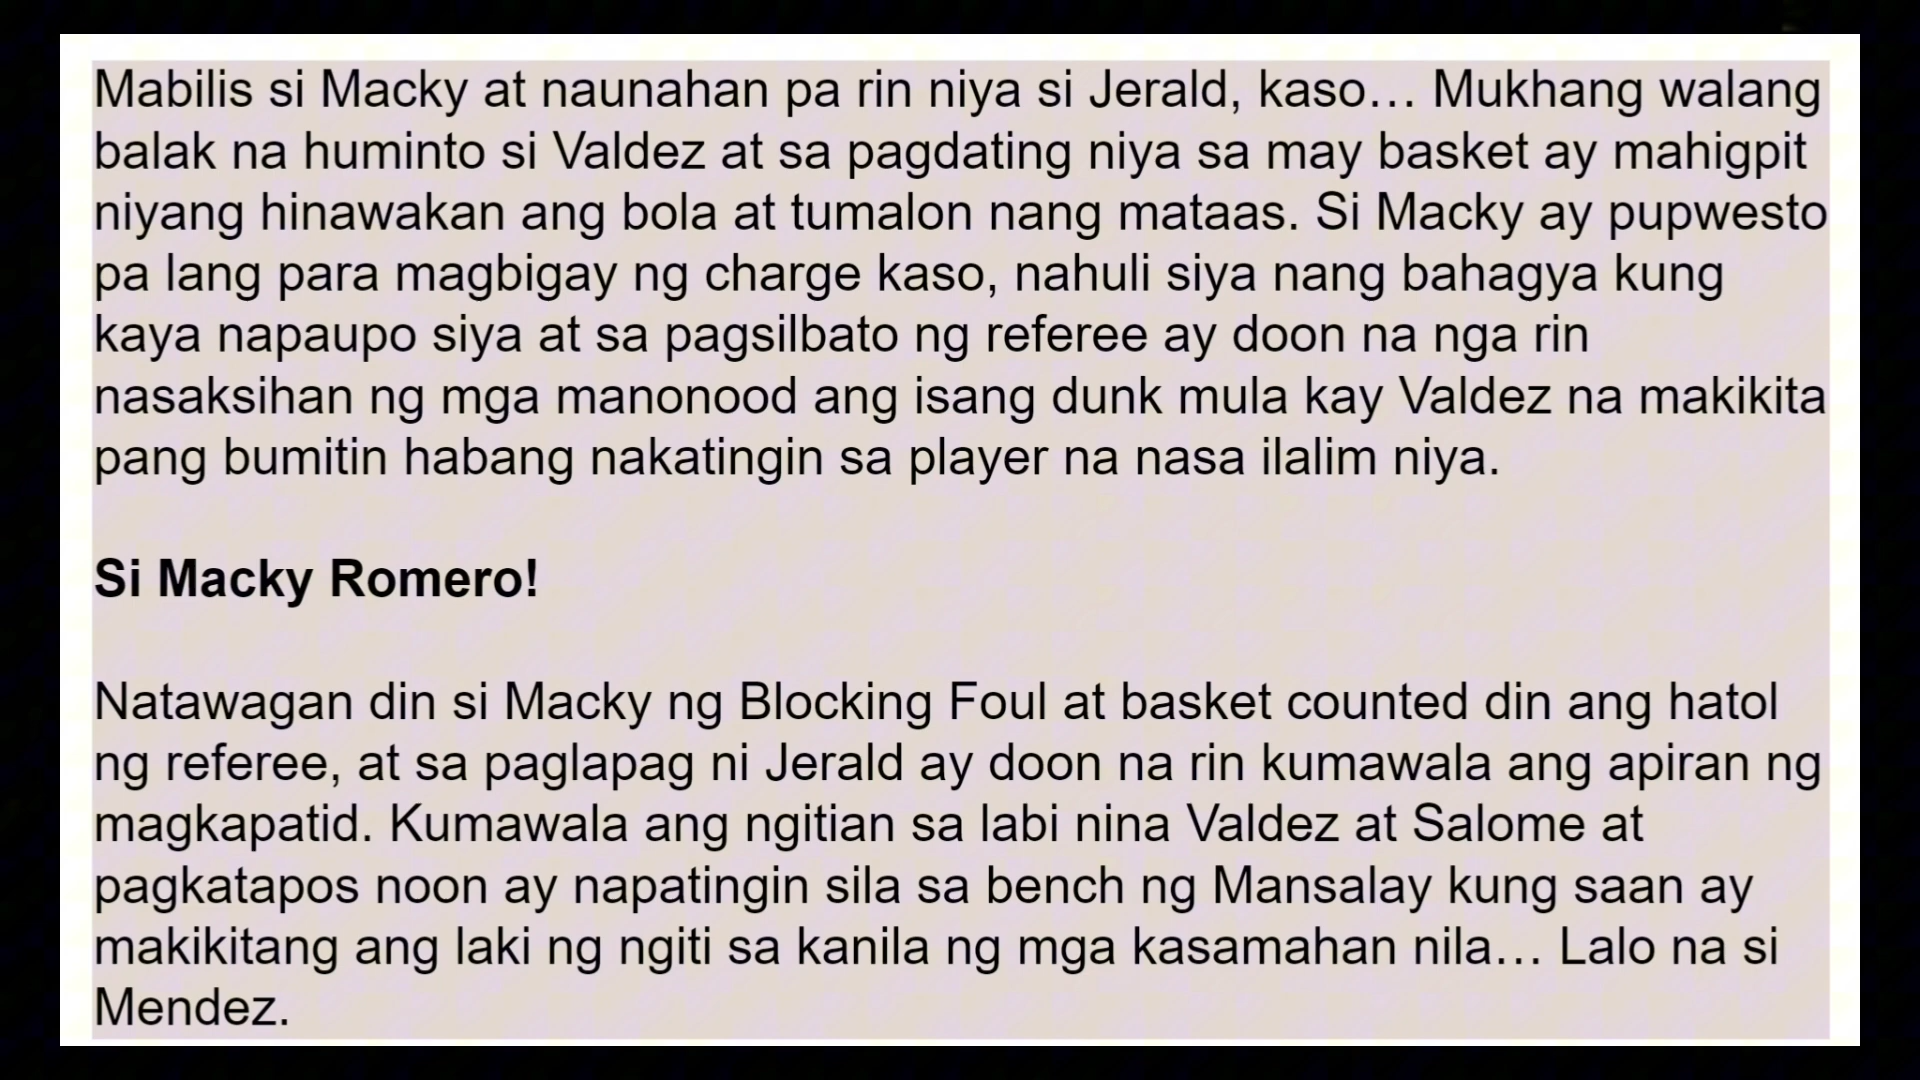 Mabilis si Macky at naunahan pa rin niya si Jerald, kaso… Mukhang walang
balak na huminto si Valdez at sa pagdating niya sa may basket ay mahigpit
niyang hinawakan ang bola at tumalon nang mataas. Si Macky ay pupwesto
pa lang para magbigay ng charge kaso, nahuli siya nang bahagya kung
kaya napaupo siya at sa pagsilbato ng referee ay doon na nga rin
nasaksihan ng mga manonood ang isang dunk mula kay Valdez na makikita
pang bumitin habang nakatingin sa player na nasa ilalim niya.
Si Macky Romero!
Natawagan din si Macky ng Blocking Foul at basket counted din ang hatol
ng referee, at sa paglapag ni Jerald ay doon na rin kumawala ang apiran ng
magkapatid. Kumawala ang ngitian sa labi nina Valdez at Salome at
pagkatapos noon ay napatingin sila sa bench ng Mansalay kung saan ay
makikitang ang laki ng ngiti sa kanila ng mga kasamahan nila… Lalo na si
Mendez.